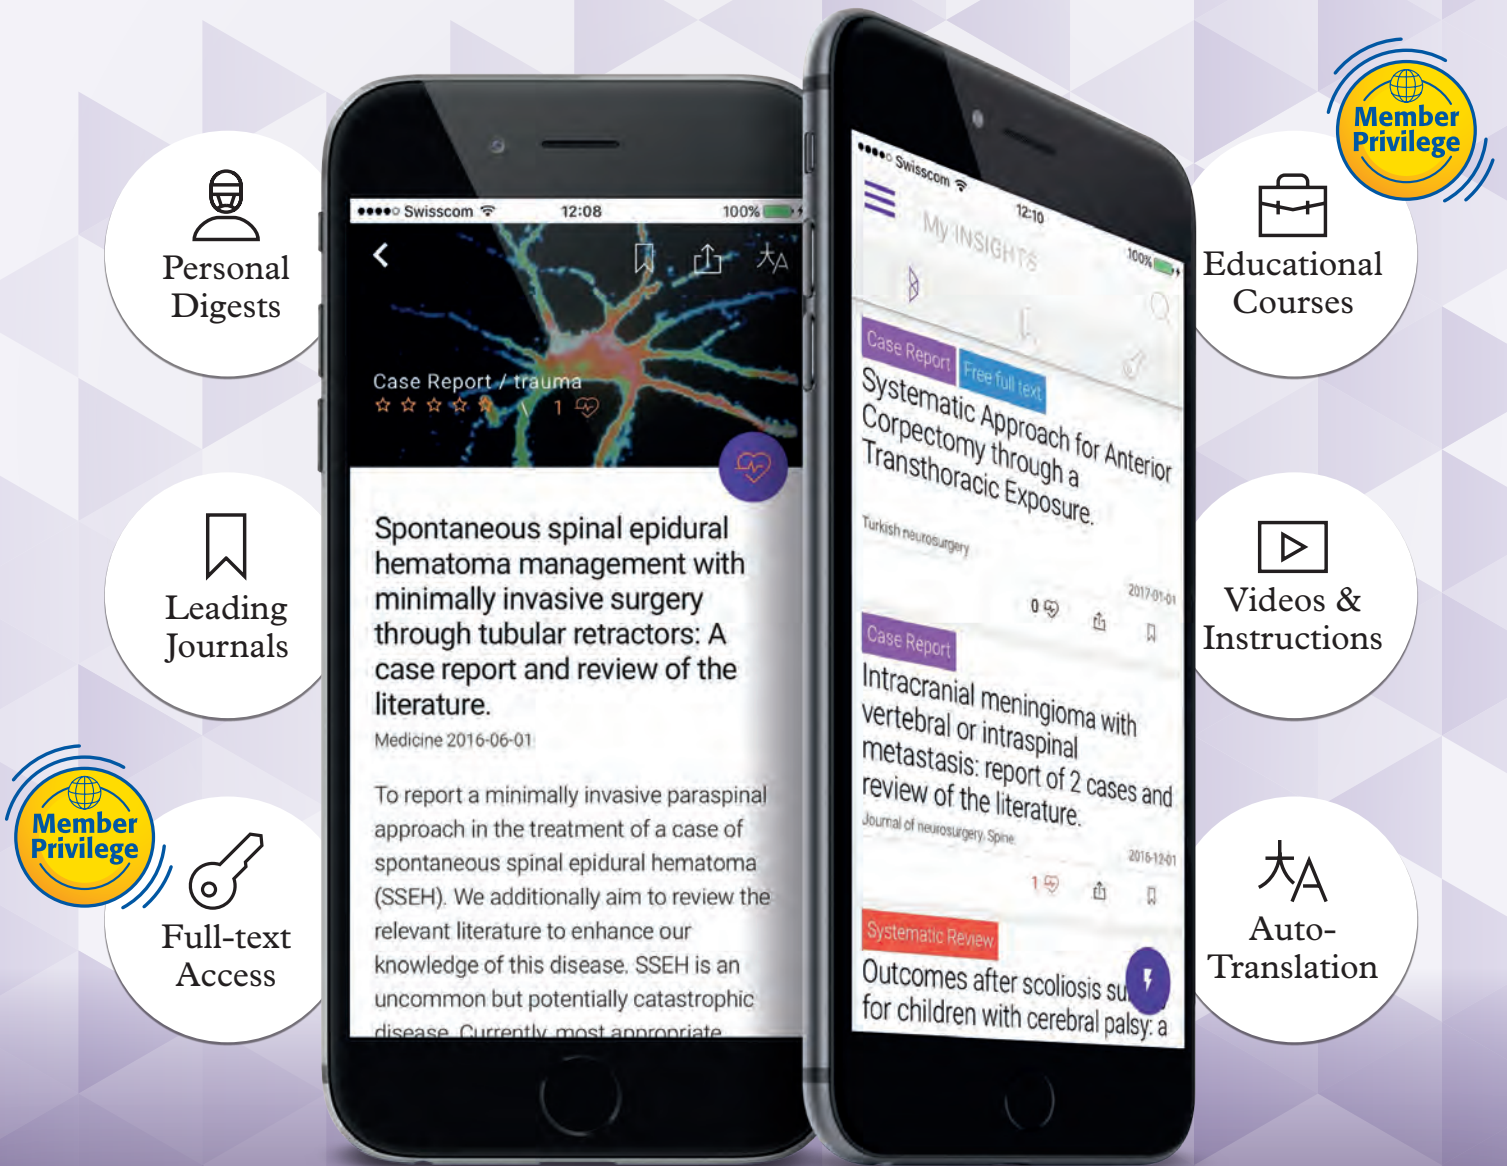 Member
Privilege
Personal
Digests
Leading
Journals
Member
Privilege
Full-text
Access
Swisscom
12:08
100%
Case Report / trauma
1
Spontaneous spinal epidural
hematoma management with
minimally invasive surgery
through tubular retractors: A
case report and review of the
literature.
Medicine 2016-06-01
To report a minimally invasive paraspinal
approach in the treatment of a case of
spontaneous spinal epidural hematoma
(SSEH). We additionally aim to review the
relevant literature to enhance our
knowledge of this disease. SSEH is an
uncommon but potentially catastrophic
disease. Currently, most appropriate
Swisscom
12:10
100%
My INSIGHTS
Case Report
Free full text
Systematic Approach for Anterior
Corpectomy through a
Transthoracic Exposure.
Turkish neurosurgery
2017-01-01
0
Case Report
Intracranial meningioma with
vertebral or intraspinal
metastasis: report of 2 cases and
review of the literature.
Journal of neurosurgery. Spine
2016-12-01
1
Systematic Review
Outcomes after scoliosis
for children with cerebral palsy: a
Educational
Courses
Videos &
Instructions
大A
Auto-
Translation